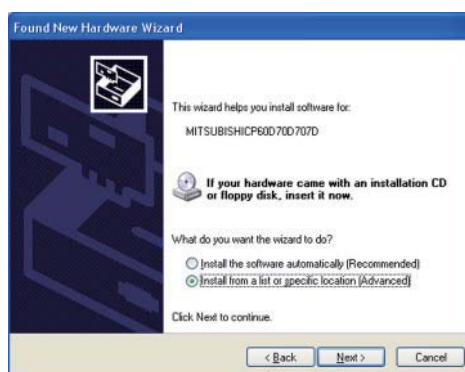 Found New Hardware Wizard
This wizard helps you install software for:
MITSUBISHICP60D70D707D
If your hardware came with an installation CD
or floppy disk, insert it now.
What do you want the wizard to do?
Install the software automatically (Recommended)
Install from a list or specific location (Advanced)
Click Next to continue.
< Back
Next >
Cancel